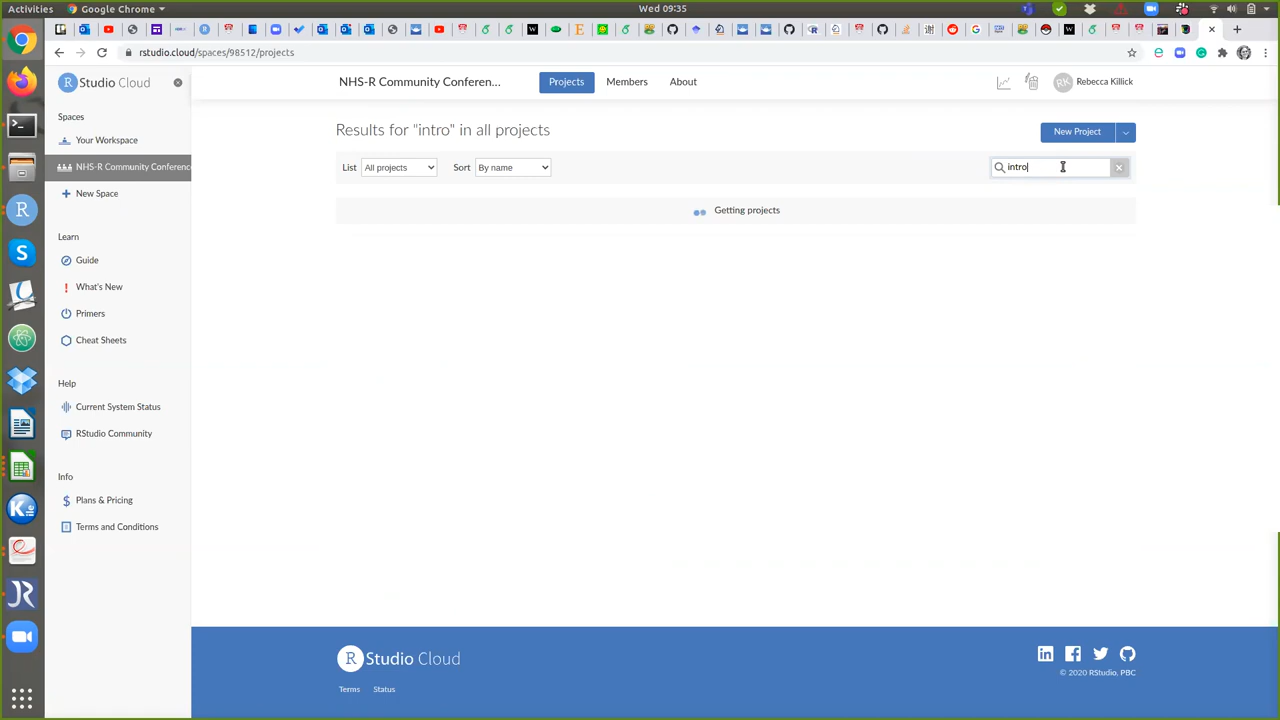 Activities
Google Chrome
Wed 09:35
rstudio.cloud/spaces/98512/projects
R Studio Cloud
NHS-R Community Conferen...
Projects
Members
About
RK
Rebecca Killick
Spaces
Your Workspace
NHS-R Community Conference
New Space
Results for "intro" in all projects
New Project
List
All projects
Sort
By name
intro
Getting projects
Learn
Guide
What's New
Primers
Cheat Sheets
Help
Current System Status
RStudio Community
Info
Plans & Pricing
Terms and Conditions
R Studio Cloud
Terms
Status
© 2020 RStudio, PBC